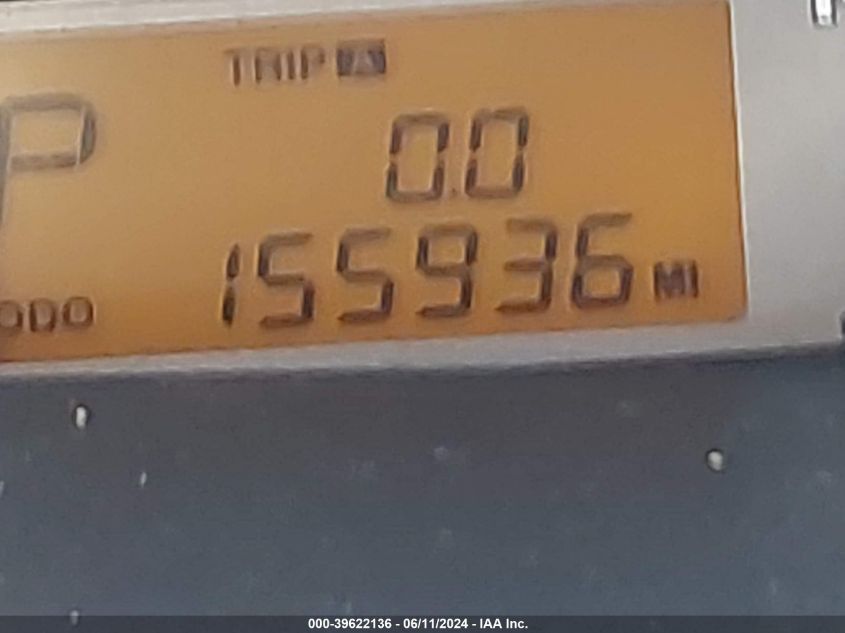 TRIP A
P 0.0
ODO 155936 MI
000-39622136 - 06/11/2024 - IAA Inc.